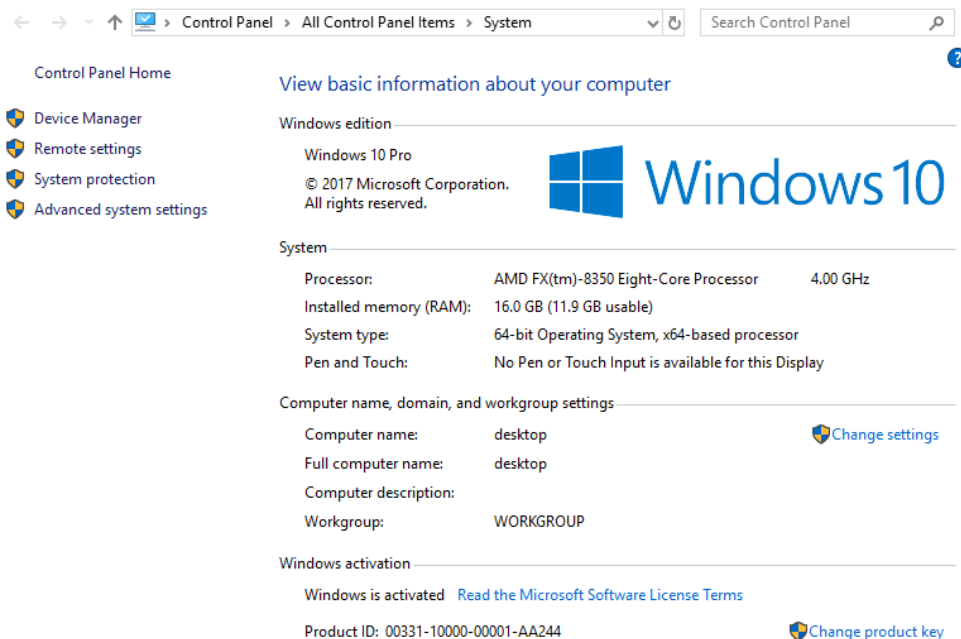 Control Panel > All Control Panel Items > System
Search Control Panel
?
Control Panel Home
Device Manager
Remote settings
System protection
Advanced system settings
View basic information about your computer
Windows edition
Windows 10 Pro
© 2017 Microsoft Corporation.
All rights reserved.
Windows 10
System
Processor: AMD FX(tm)-8350 Eight-Core Processor 4.00 GHz
Installed memory (RAM): 16.0 GB (11.9 GB usable)
System type: 64-bit Operating System, x64-based processor
Pen and Touch: No Pen or Touch Input is available for this Display
Computer name, domain, and workgroup settings
Computer name: desktop Change settings
Full computer name: desktop
Computer description:
Workgroup: WORKGROUP
Windows activation
Windows is activated Read the Microsoft Software License Terms
Product ID: 00331-10000-00001-AA244 Change product key